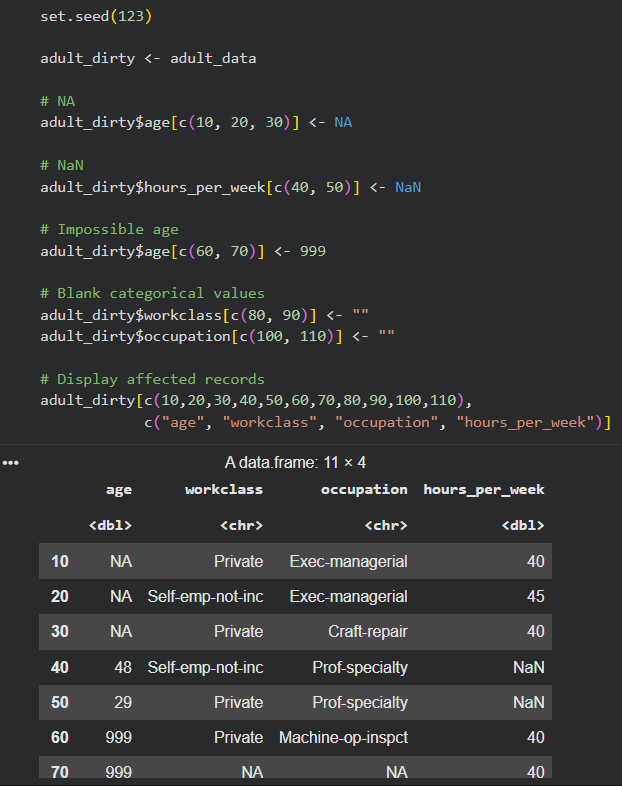 set.seed(123)
adult_dirty <- adult_data
# NA
adult_dirty$age[c(10, 20, 30)] <- NA
# NaN
adult_dirty$hours_per_week[c(40, 50)] <- NaN
# Impossible age
adult_dirty$age[c(60, 70)] <- 999
# Blank categorical values
adult_dirty$workclass[c(80, 90)] <- ""
adult_dirty$occupation[c(100, 110)] <- ""
# Display affected records
adult_dirty[c(10,20,30,40,50,60,70,80,90,100,110),
c("age", "workclass", "occupation", "hours_per_week")]
A data.frame: 11 × 4
age workclass occupation hours_per_week
<dbl> <chr> <chr> <dbl>
10 NA Private Exec-managerial 40
20 NA Self-emp-not-inc Exec-managerial 45
30 NA Private Craft-repair 40
40 48 Self-emp-not-inc Prof-specialty NaN
50 29 Private Prof-specialty NaN
60 999 Private Machine-op-inspct 40
70 999 NA NA 40